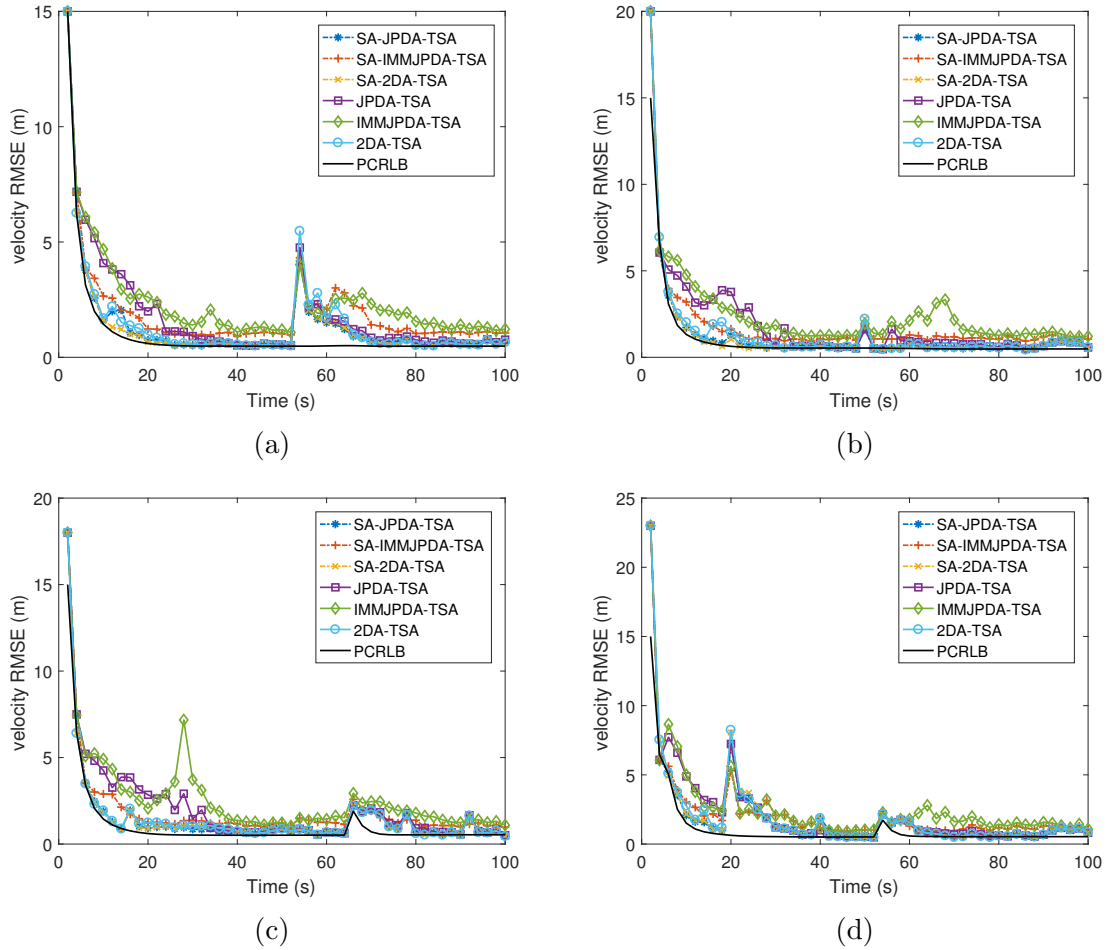 15
10
5
0
velocity RMSE (m)
0 20 40 60 80 100
Time (s)
SA-JPDA-TSA
SA-IMMJPDA-TSA
SA-2DA-TSA
JPDA-TSA
IMMJPDA-TSA
2DA-TSA
PCRLB
(a)
20
15
10
5
0
velocity RMSE (m)
0 20 40 60 80 100
Time (s)
SA-JPDA-TSA
SA-IMMJPDA-TSA
SA-2DA-TSA
JPDA-TSA
IMMJPDA-TSA
2DA-TSA
PCRLB
(b)
20
15
10
5
0
velocity RMSE (m)
0 20 40 60 80 100
Time (s)
SA-JPDA-TSA
SA-IMMJPDA-TSA
SA-2DA-TSA
JPDA-TSA
IMMJPDA-TSA
2DA-TSA
PCRLB
(c)
25
20
15
10
5
0
velocity RMSE (m)
0 20 40 60 80 100
Time (s)
SA-JPDA-TSA
SA-IMMJPDA-TSA
SA-2DA-TSA
JPDA-TSA
IMMJPDA-TSA
2DA-TSA
PCRLB
(d)